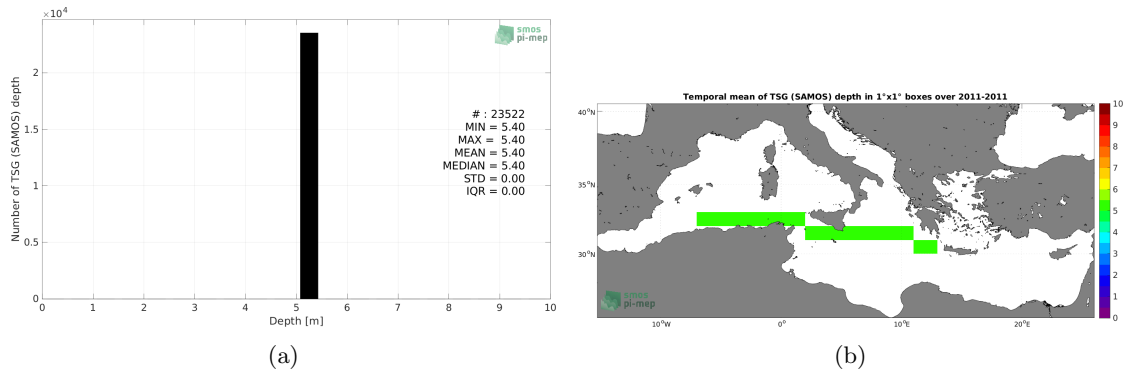 ×10⁴
smos
pi-mep
2
1.5
1
0.5
0
Number of TSG (SAMOS) depth
# : 23522
MIN = 5.40
MAX = 5.40
MEAN = 5.40
MEDIAN = 5.40
STD = 0.00
IQR = 0.00
0 1 2 3 4 5 6 7 8 9 10
Depth [m]
(a)
Temporal mean of TSG (SAMOS) depth in 1°x1° boxes over 2011-2011
40°N
35°N
30°N
smos
pi-mep
10°W 0° 10°E 20°E
10
9
8
7
6
5
4
3
2
1
0
(b)